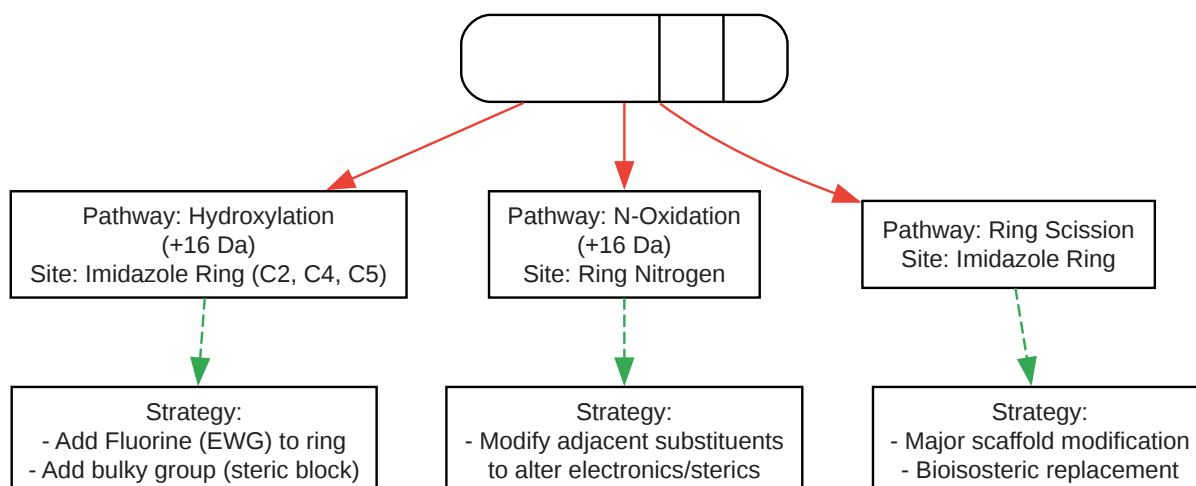 Pathway: Hydroxylation
(+16 Da)
Site: Imidazole Ring (C2, C4, C5)
Pathway: N-Oxidation
(+16 Da)
Site: Ring Nitrogen
Pathway: Ring Scission
Site: Imidazole Ring
Strategy:
- Add Fluorine (EWG) to ring
- Add bulky group (steric block)
Strategy:
- Modify adjacent substituents
to alter electronics/sterics
Strategy:
- Major scaffold modification
- Bioisosteric replacement